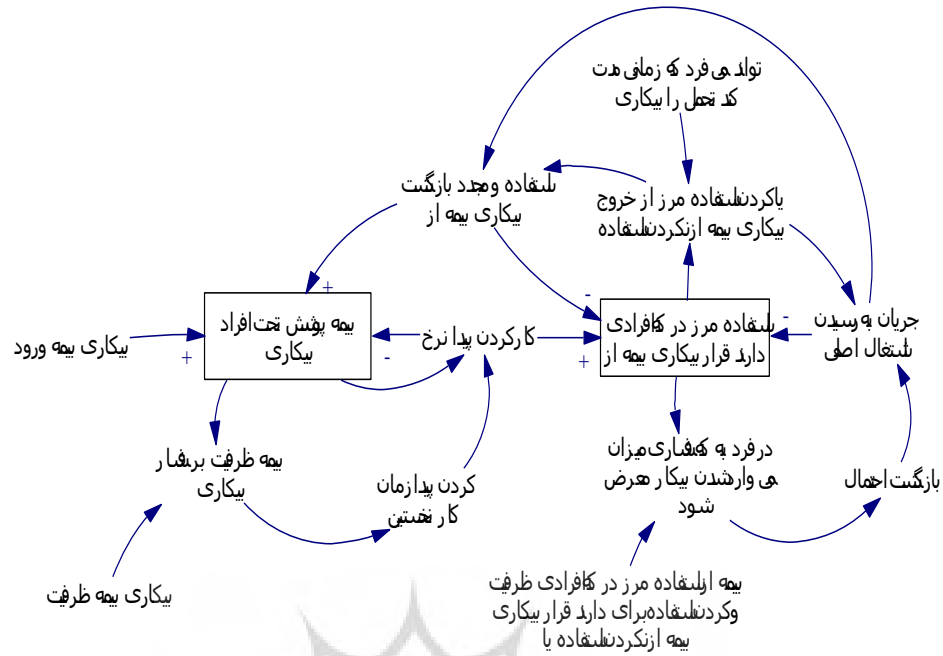 تواند می فرد که زمانی مدت
کند تحمل را بیکاری
استفاده و مجدد بازگشت
بیکاری بیمه از
یا کردن استفاده مرز از خروج
بیکاری بیمه از نکردن استفاده
+
-
بیمه پوشش تحت افراد
بیکاری
استفاده مرز در که افرادی
دارند قرار بیکاری بیمه از
-
جریان به رسیدن
اشتغال اصلی
بیکاری بیمه ورود
+
-
کار کردن پیدا نرخ
+
بیمه ظرفیت بر فشار
بیکاری
کردن پیدا زمان
کار نخستین
در فرد به که فشاری میزان
می وارد شدن بیکار معرض
شود
بازگشت احتمال
بیکاری بیمه ظرفیت
بیمه از استفاده مرز در که افرادی ظرفیت
و کردن استفاده برای دارند قرار بیکاری
بیمه از نکردن استفاده یا